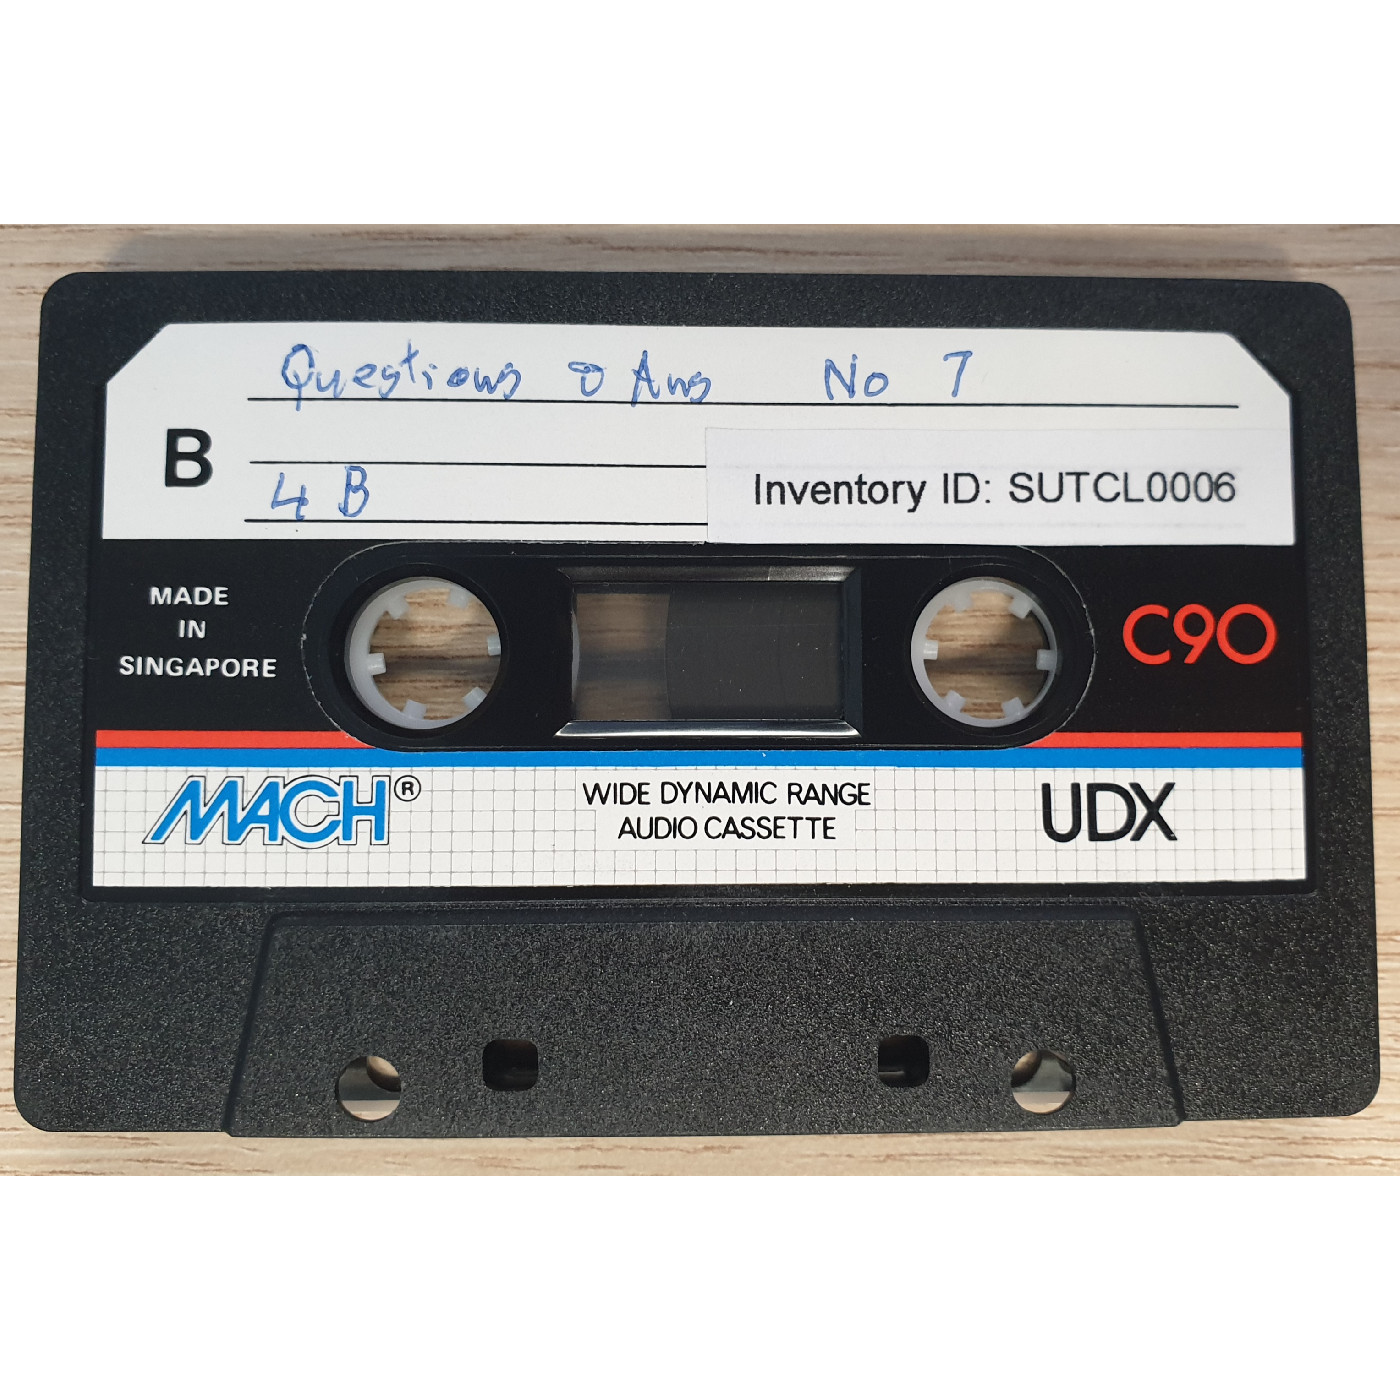 Questions & Ans No 7
B
4 B
Inventory ID: SUTCL0006
MADE
IN
SINGAPORE
C90
MACH®
WIDE DYNAMIC RANGE
AUDIO CASSETTE
UDX